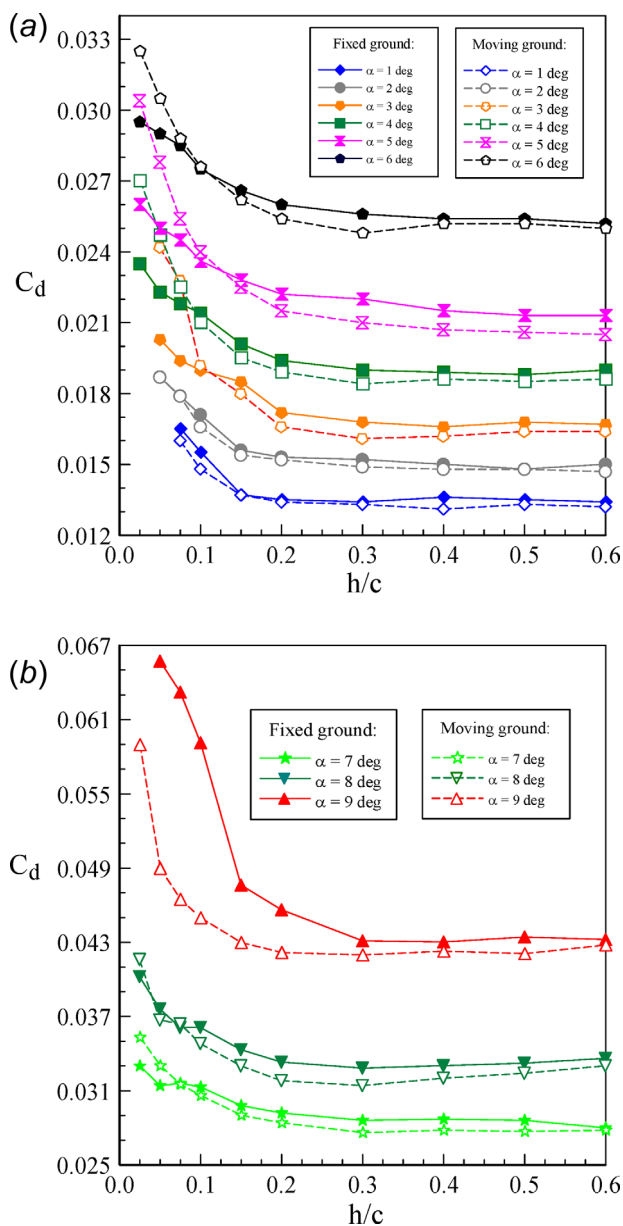 (a)
0.033
0.030
0.027
0.024
0.021
0.018
0.015
0.012
Cd
Fixed ground:
α = 1 deg
α = 2 deg
α = 3 deg
α = 4 deg
α = 5 deg
α = 6 deg
Moving ground:
α = 1 deg
α = 2 deg
α = 3 deg
α = 4 deg
α = 5 deg
α = 6 deg
0.0 0.1 0.2 0.3 0.4 0.5 0.6
h/c
(b)
0.067
0.061
0.055
0.049
0.043
0.037
0.031
0.025
Cd
Fixed ground:
α = 7 deg
α = 8 deg
α = 9 deg
Moving ground:
α = 7 deg
α = 8 deg
α = 9 deg
0.0 0.1 0.2 0.3 0.4 0.5 0.6
h/c